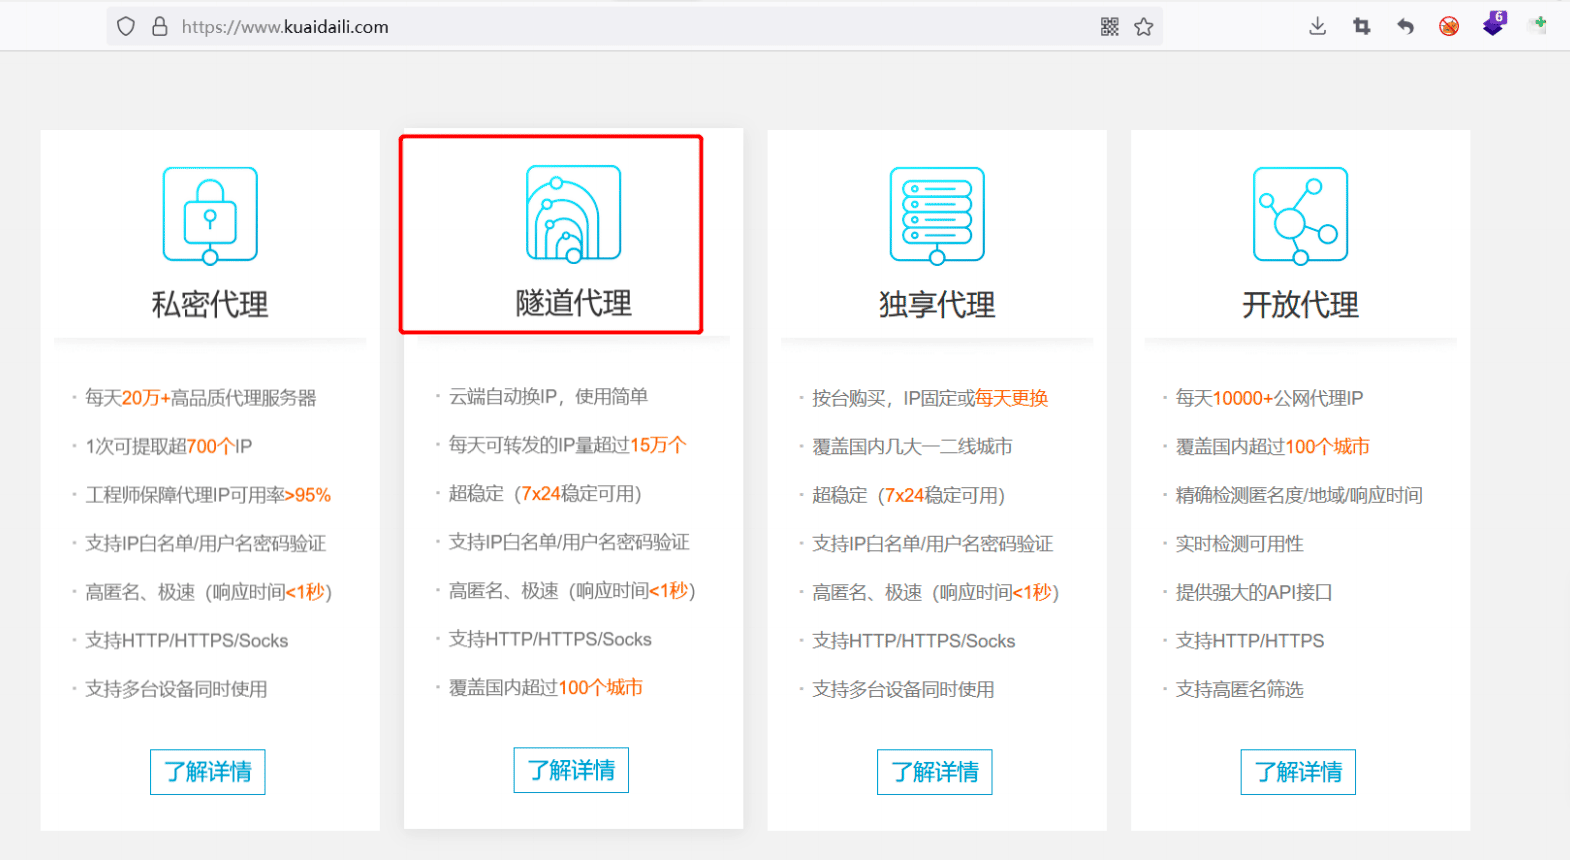 https://www.kuaidaili.com
6
私密代理
· 每天20万+高品质代理服务器
· 1次可提取超700个IP
· 工程师保障代理IP可用率>95%
· 支持IP白名单/用户名密码验证
· 高匿名、极速（响应时间<1秒）
· 支持HTTP/HTTPS/Socks
· 支持多台设备同时使用
了解详情
隧道代理
· 云端自动换IP，使用简单
· 每天可转发的IP量超过15万个
· 超稳定（7x24稳定可用）
· 支持IP白名单/用户名密码验证
· 高匿名、极速（响应时间<1秒）
· 支持HTTP/HTTPS/Socks
· 覆盖国内超过100个城市
了解详情
独享代理
· 按台购买，IP固定或每天更换
· 覆盖国内几大一二线城市
· 超稳定（7x24稳定可用）
· 支持IP白名单/用户名密码验证
· 高匿名、极速（响应时间<1秒）
· 支持HTTP/HTTPS/Socks
· 支持多台设备同时使用
了解详情
开放代理
· 每天10000+公网代理IP
· 覆盖国内超过100个城市
· 精确检测匿名度/地域/响应时间
· 实时检测可用性
· 提供强大的API接口
· 支持HTTP/HTTPS
· 支持高匿名筛选
了解详情